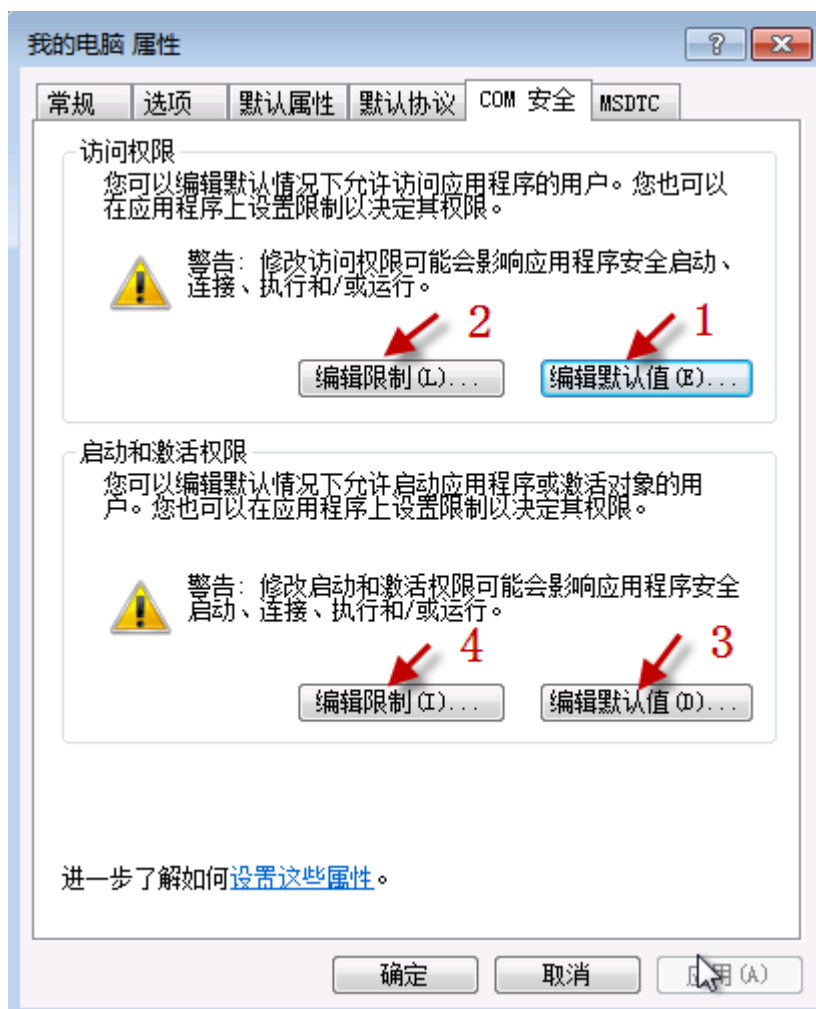 我的电脑 属性
常规 选项 默认属性 默认协议 COM 安全 MSDTC
访问权限
您可以编辑默认情况下允许访问应用程序的用户。您也可以
在应用程序上设置限制以决定其权限。
警告: 修改访问权限可能会影响应用程序安全启动、
连接、执行和/或运行。
2 1
编辑限制(L)... 编辑默认值(E)...
启动和激活权限
您可以编辑默认情况下允许启动应用程序或激活对象的用
户。您也可以在应用程序上设置限制以决定其权限。
警告: 修改启动和激活权限可能会影响应用程序安全
启动、连接、执行和/或运行。
4 3
编辑限制(I)... 编辑默认值(D)...
进一步了解如何设置这些属性。
确定 取消 应用(A)